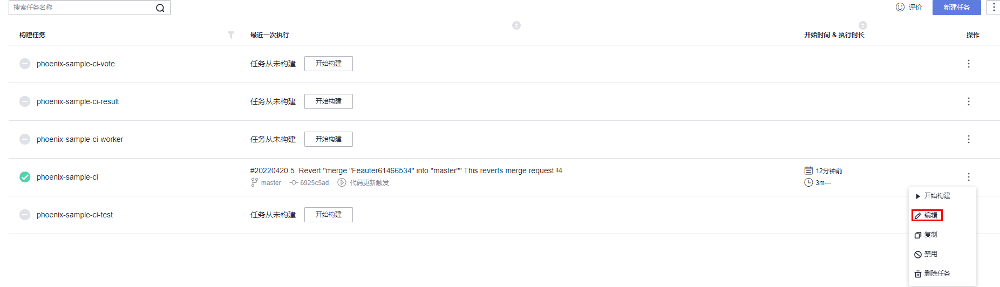 搜索任务名称
评价
新建任务
构建任务
最近一次执行
开始时间 & 执行时长
操作
phoenix-sample-ci-vote
任务从未构建
开始构建
phoenix-sample-ci-result
任务从未构建
开始构建
phoenix-sample-ci-worker
任务从未构建
开始构建
phoenix-sample-ci
#20220420.5 Revert "merge "Feauter61466534" into "master"" This reverts merge request !4
master 6925c5ad 代码更新触发
12分钟前
3m---
开始构建
编辑
复制
禁用
删除任务
phoenix-sample-ci-test
任务从未构建
开始构建